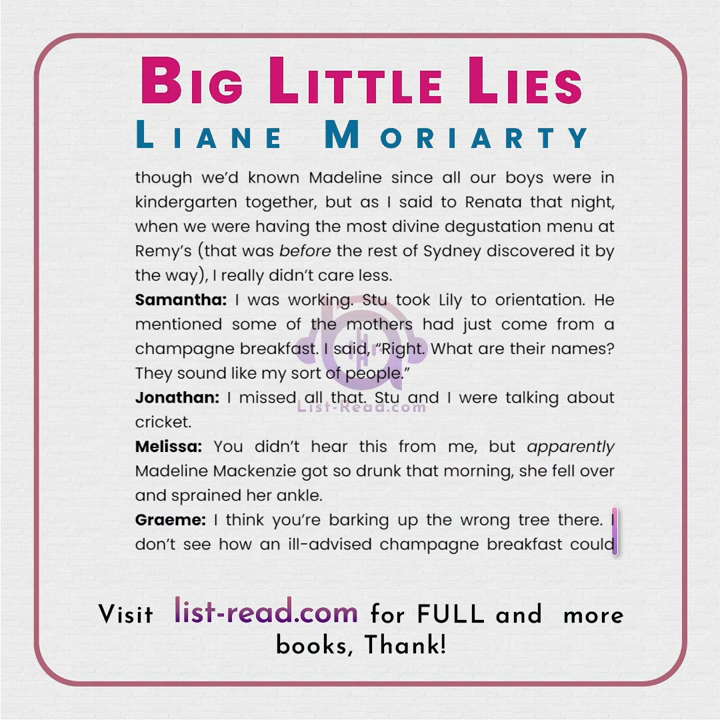 BIG LITTLE LIES
LIANE MORIARTY
though we’d known Madeline since all our boys were in
kindergarten together, but as I said to Renata that night,
when we were having the most divine degustation menu at
Remy’s (that was before the rest of Sydney discovered it by
the way), I really didn’t care less.
Samantha: I was working. Stu took Lily to orientation. He
mentioned some of the mothers had just come from a
champagne breakfast. I said, “Right. What are their names?
They sound like my sort of people.”
Jonathan: I missed all that. Stu and I were talking about
List-Read.com
cricket.
Melissa: You didn’t hear this from me, but apparently
Madeline Mackenzie got so drunk that morning, she fell over
and sprained her ankle.
Graeme: I think you’re barking up the wrong tree there. I
don’t see how an ill-advised champagne breakfast could
Visit list-read.com for FULL and more
books, Thank!